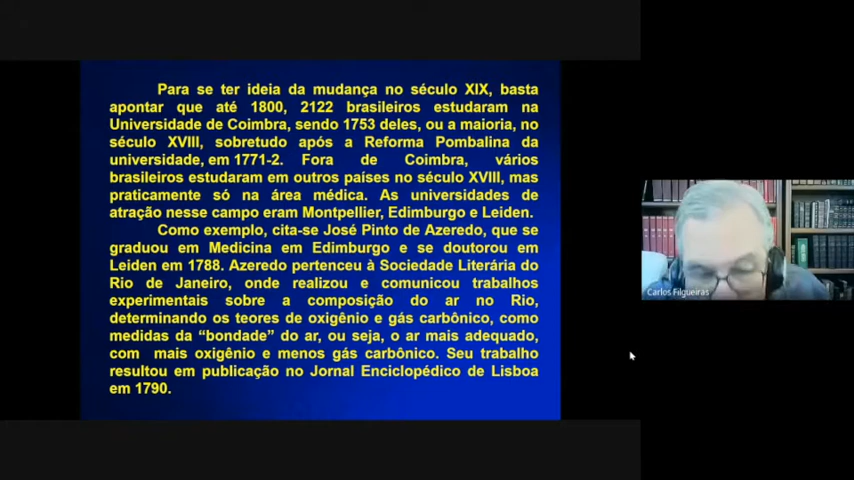 Para se ter ideia da mudança no século XIX, basta
apontar que até 1800, 2122 brasileiros estudaram na
Universidade de Coimbra, sendo 1753 deles, ou a maioria, no
século XVIII, sobretudo após a Reforma Pombalina da
universidade, em 1771-2. Fora de Coimbra, vários
brasileiros estudaram em outros países no século XVIII, mas
praticamente só na área médica. As universidades de
atração nesse campo eram Montpellier, Edimburgo e Leiden.
Como exemplo, cita-se José Pinto de Azeredo, que se
graduou em Medicina em Edimburgo e se doutorou em
Leiden em 1788. Azeredo pertenceu à Sociedade Literária do
Rio de Janeiro, onde realizou e comunicou trabalhos
experimentais sobre a composição do ar no Rio,
determinando os teores de oxigênio e gás carbônico, como
medidas da “bondade” do ar, ou seja, o ar mais adequado,
com mais oxigênio e menos gás carbônico. Seu trabalho
resultou em publicação no Jornal Enciclopédico de Lisboa
em 1790.
Carlos Filgueiras